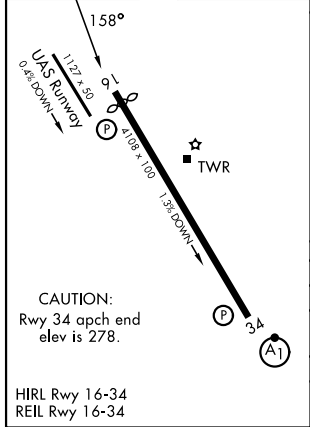 158°
UAS Runway
1127 x 50
0.4% DOWN
16
P
4108 x 100
TWR
1.3% DOWN
P
34
A1
CAUTION:
Rwy 34 apch end
elev is 278.
HIRL Rwy 16-34
REIL Rwy 16-34